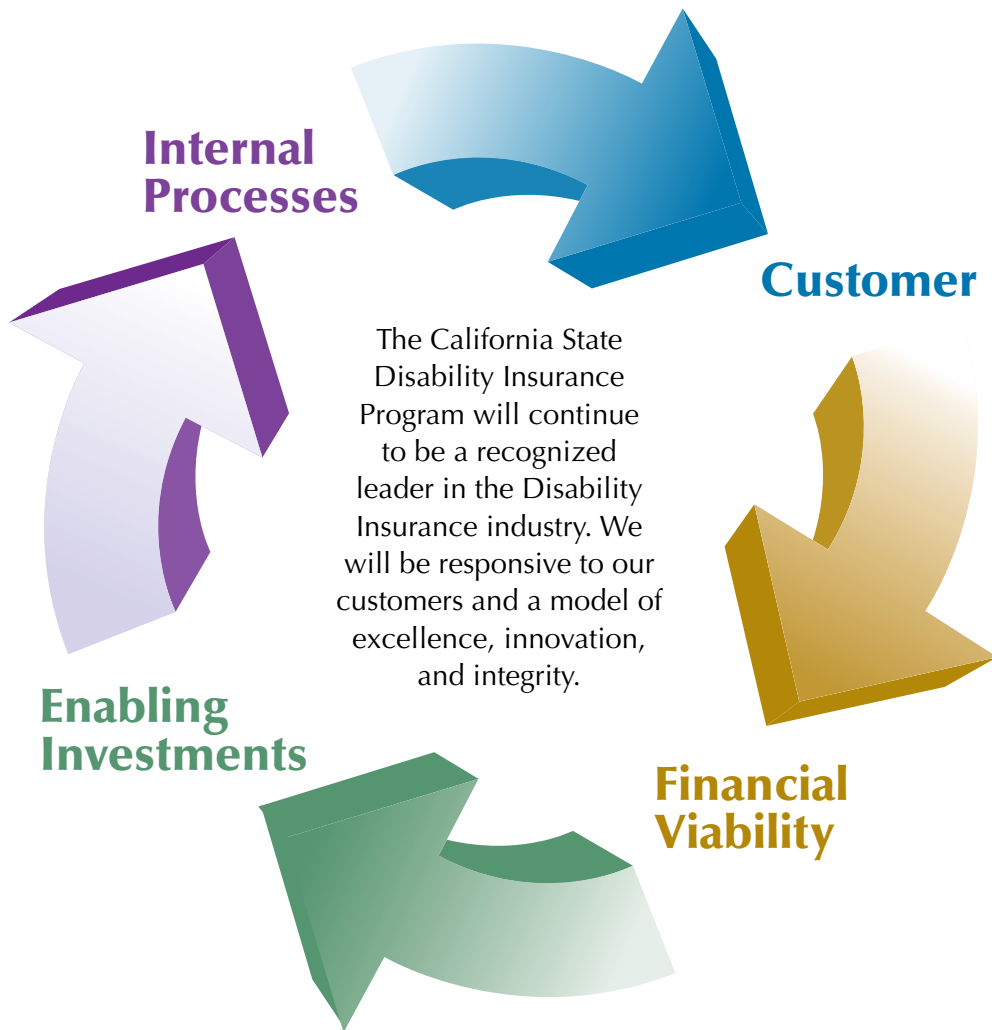 Internal
Processes
Customer
The California State
Disability Insurance
Program will continue
to be a recognized
leader in the Disability
Insurance industry. We
will be responsive to our
customers and a model of
excellence, innovation,
and integrity.
Enabling
Investments
Financial
Viability